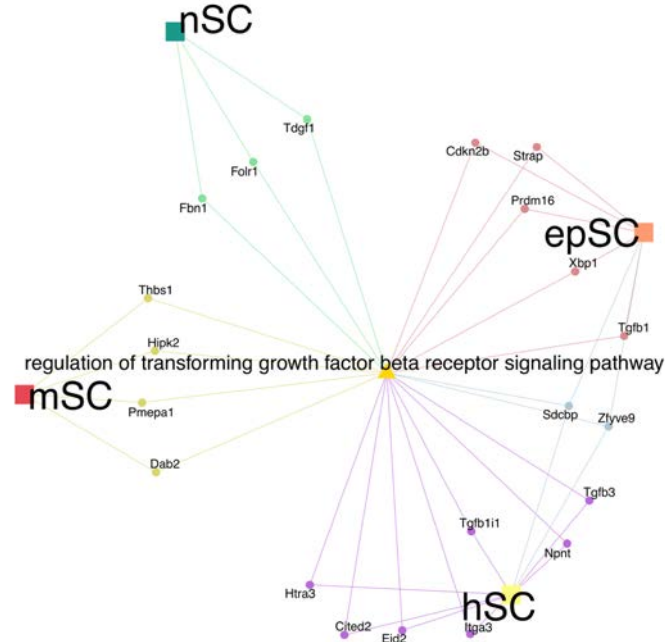 nSC
Tdgf1
Folr1
Fbn1
Cdkn2b
Strap
Prdm16
epSC
Xbp1
Thbs1
Hipk2
Tgfb1
regulation of transforming growth factor beta receptor signaling pathway
mSC
Pmepa1
Sdcbp
Zfyve9
Dab2
Tgfb3
Tgfb1i1
Npnt
Htra3
hSC
Cited2
Eid2
Itga3